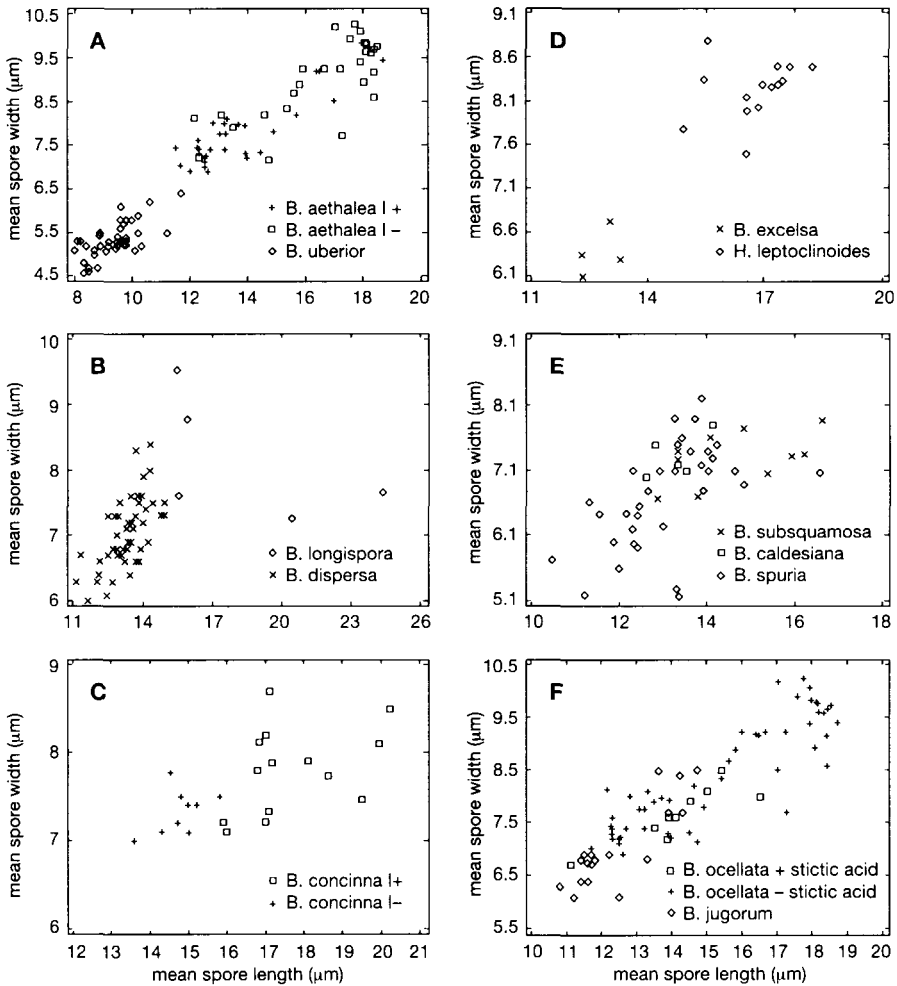 A
mean spore width (μm)
10.5
9.5
8.5
7.5
6.5
5.5
4.5
B. aethalea I +
B. aethalea I –
B. uberior
8 10 12 14 16 18 20
D
mean spore width (μm)
9.1
8.6
8.1
7.6
7.1
6.6
6.1
B. excelsa
H. leptoclinoides
11 14 17 20
B
mean spore width (μm)
10
9
8
7
6
B. longispora
B. dispersa
11 14 16 18 20 22 24 26
E
mean spore width (μm)
9.1
8.1
7.1
6.1
5.1
B. subsquamosa
B. caldesiana
B. spuria
10 12 14 16 18
C
mean spore width (μm)
9
8
7
6
B. concinna I+
B. concinna I–
12 13 14 15 16 17 18 19 20 21
mean spore length (μm)
F
mean spore width (μm)
10.5
9.5
8.5
7.5
6.5
5.5
B. ocellata + stictic acid
B. ocellata – stictic acid
B. jugorum
10 11 12 13 14 15 16 17 18 19 20
mean spore length (μm)